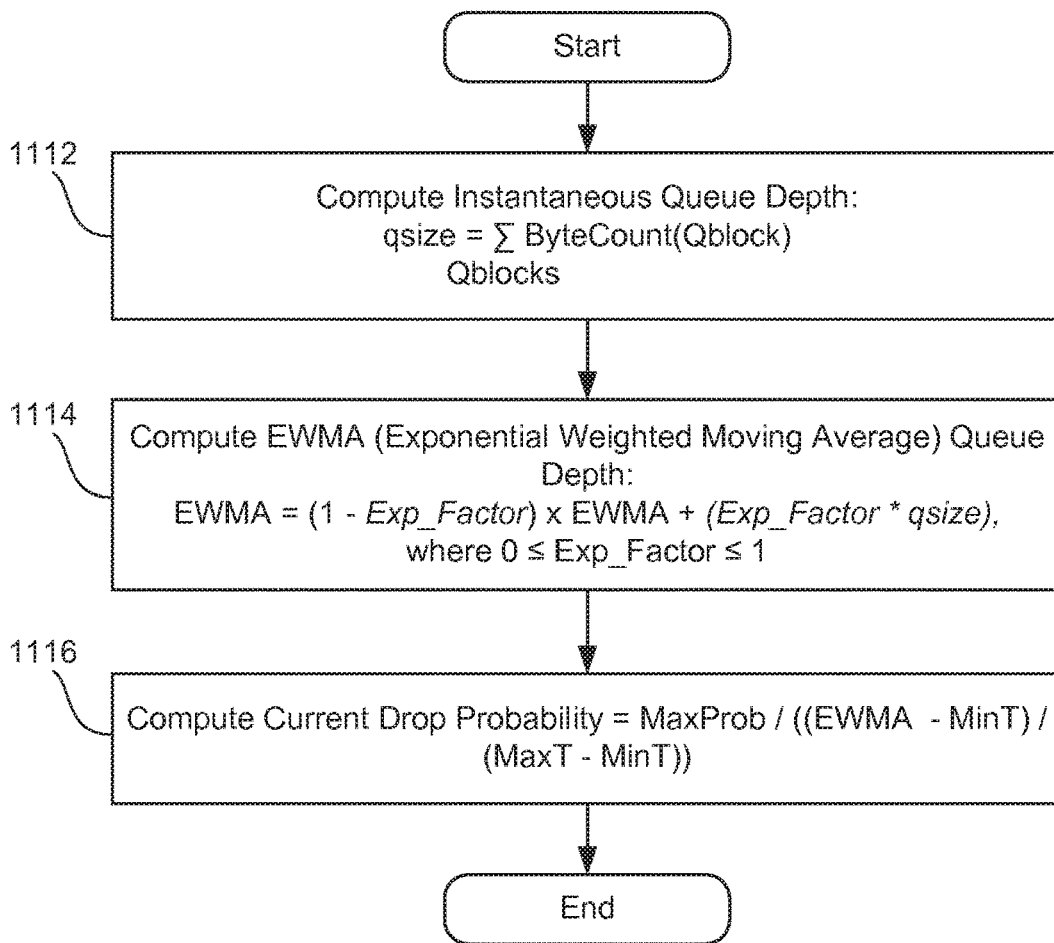 Start
1112
Compute Instantaneous Queue Depth:
qsize = ∑ ByteCount(Qblock)
Qblocks
1114
Compute EWMA (Exponential Weighted Moving Average) Queue
Depth:
EWMA = (1 - Exp_Factor) x EWMA + (Exp_Factor * qsize),
where 0 ≤ Exp_Factor ≤ 1
1116
Compute Current Drop Probability = MaxProb / ((EWMA - MinT) /
(MaxT - MinT))
End